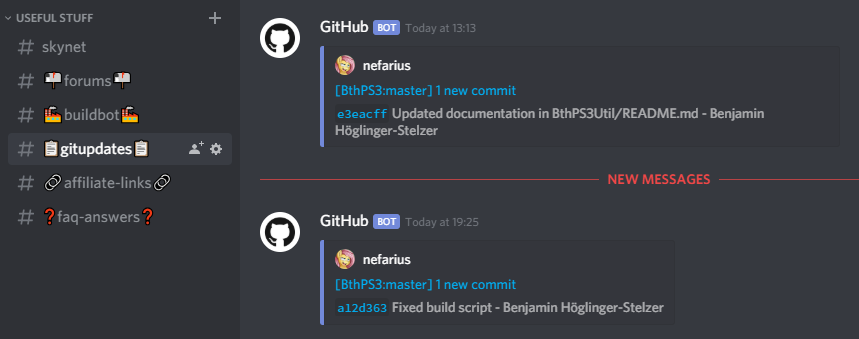 USEFUL STUFF
# skynet
# 📬forums📬
# 🏭buildbot🏭
# 📋gitupdates📋
# 🔗affiliate-links🔗
# ❓faq-answers❓
GitHub BOT Today at 13:13
nefarius
[BthPS3:master] 1 new commit
e3eacff Updated documentation in BthPS3Util/README.md - Benjamin
Höglinger-Stelzer
NEW MESSAGES
GitHub BOT Today at 19:25
nefarius
[BthPS3:master] 1 new commit
a12d363 Fixed build script - Benjamin Höglinger-Stelzer